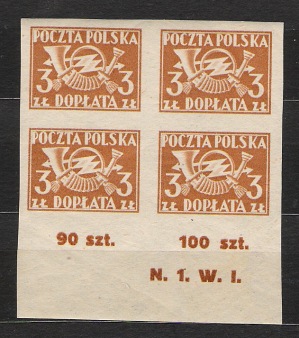 POCZTA POLSKA POCZTA POLSKA
3 3 3 3
ZŁ DOPŁATA ZŁ ZŁ DOPŁATA ZŁ
POCZTA POLSKA POCZTA POLSKA
3 3 3 3
ZŁ DOPŁATA ZŁ ZŁ DOPŁATA ZŁ
90 szt. 100 szt.
N. 1. W. I.